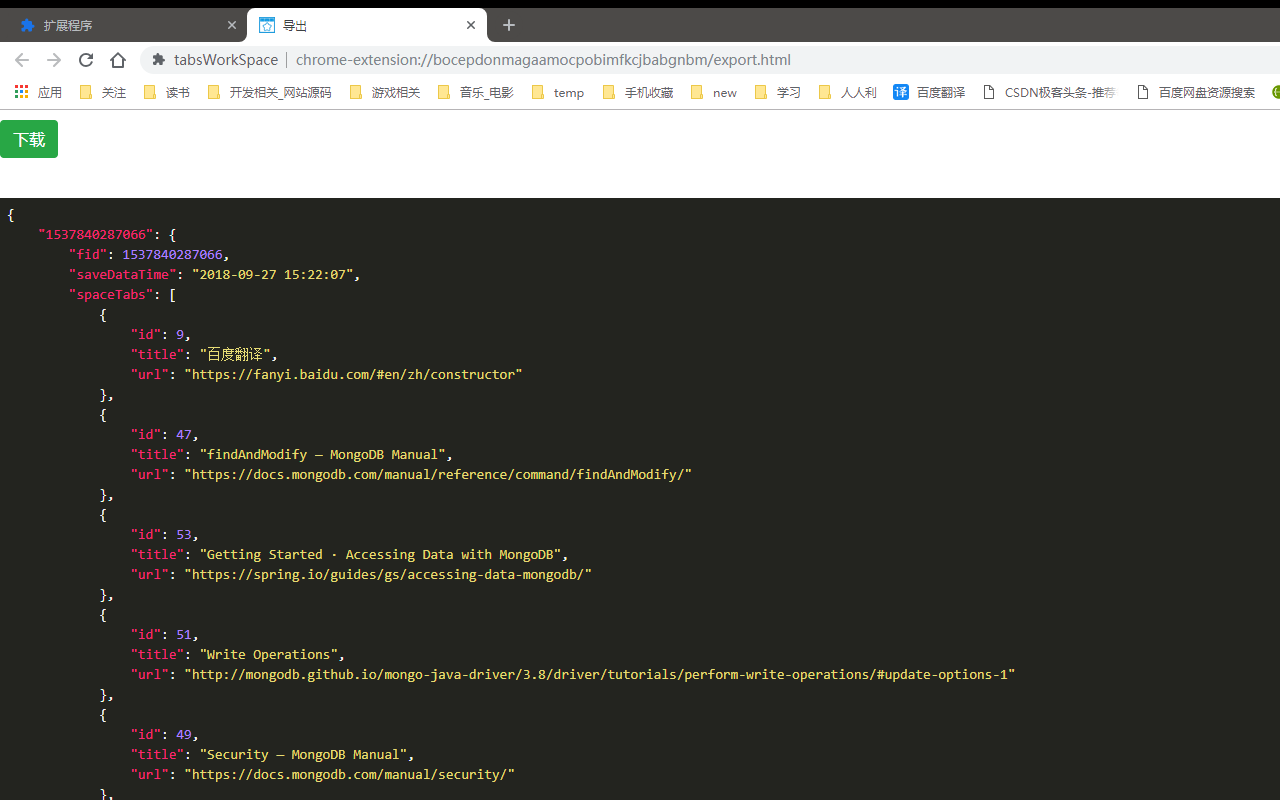 扩展程序
导出
tabsWorkSpace | chrome-extension://bocepdonmagaamocpobimfkcjbabgnbm/export.html
应用 关注 读书 开发相关_网站源码 游戏相关 音乐_电影 temp 手机收藏 new 学习 人人利 译 百度翻译 CSDN极客头条-推荐 百度网盘资源搜索
下载
{
"1537840287066": {
"fid": 1537840287066,
"saveDataTime": "2018-09-27 15:22:07",
"spaceTabs": [
{
"id": 9,
"title": "百度翻译",
"url": "https://fanyi.baidu.com/#en/zh/constructor"
},
{
"id": 47,
"title": "findAndModify — MongoDB Manual",
"url": "https://docs.mongodb.com/manual/reference/command/findAndModify/"
},
{
"id": 53,
"title": "Getting Started · Accessing Data with MongoDB",
"url": "https://spring.io/guides/gs/accessing-data-mongodb/"
},
{
"id": 51,
"title": "Write Operations",
"url": "http://mongodb.github.io/mongo-java-driver/3.8/driver/tutorials/perform-write-operations/#update-options-1"
},
{
"id": 49,
"title": "Security — MongoDB Manual",
"url": "https://docs.mongodb.com/manual/security/"
},